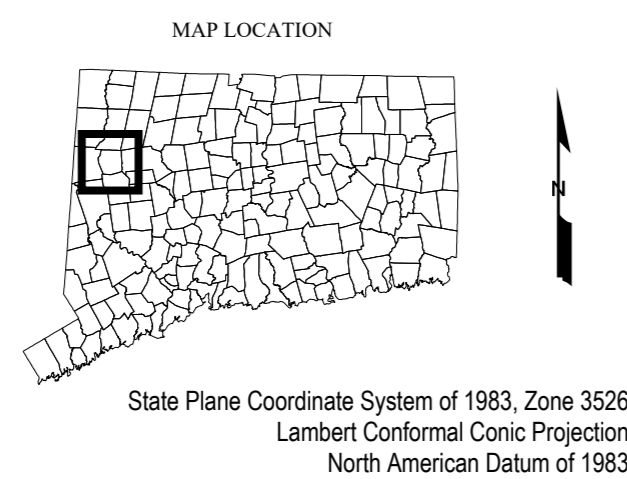 MAP LOCATION
N
State Plane Coordinate System of 1983, Zone 3526
Lambert Conformal Conic Projection
North American Datum of 1983